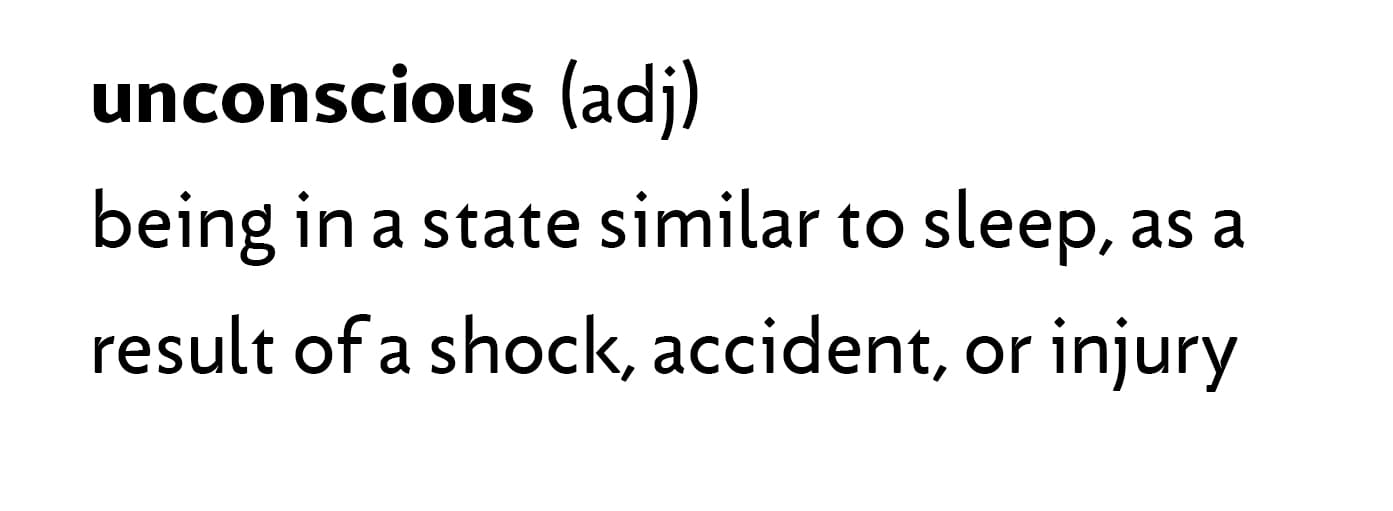 unconscious (adj)
being in a state similar to sleep, as a
result of a shock, accident, or injury